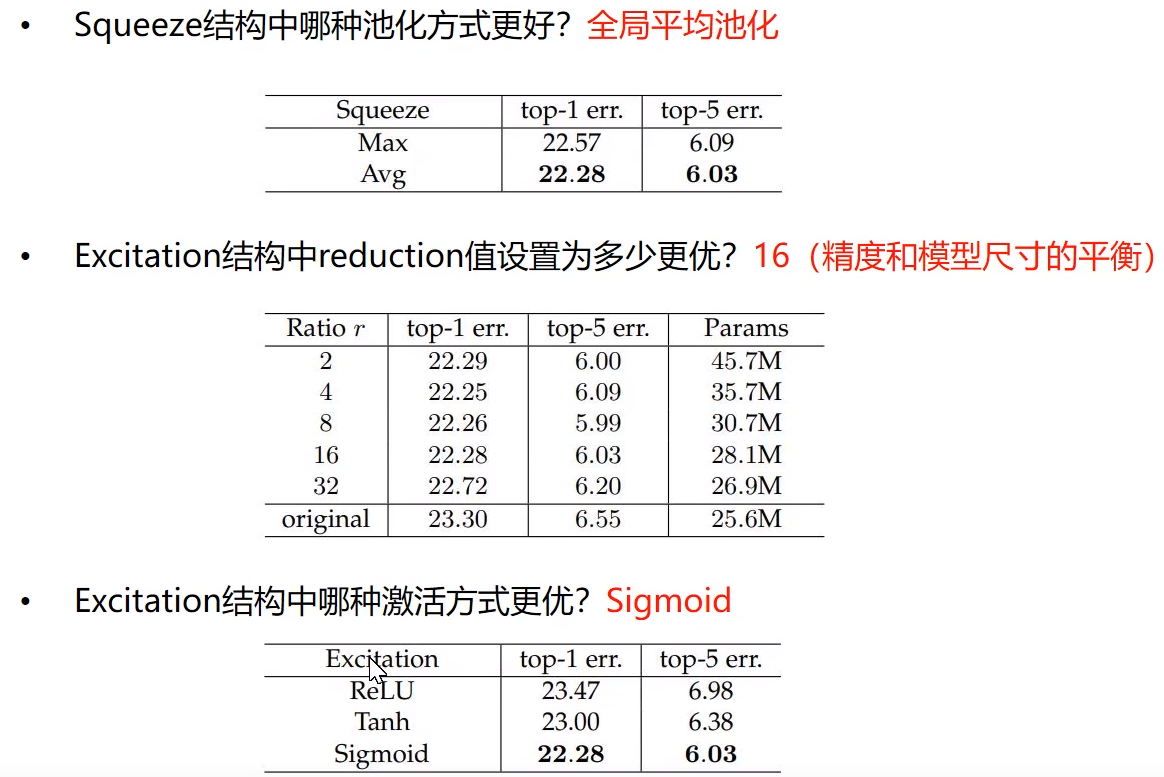 • Squeeze结构中哪种池化方式更好？全局平均池化
Squeeze top-1 err. top-5 err.
Max 22.57 6.09
Avg 22.28 6.03
• Excitation结构中reduction值设置为多少更优？16（精度和模型尺寸的平衡）
Ratio r top-1 err. top-5 err. Params
2 22.29 6.00 45.7M
4 22.25 6.09 35.7M
8 22.26 5.99 30.7M
16 22.28 6.03 28.1M
32 22.72 6.20 26.9M
original 23.30 6.55 25.6M
• Excitation结构中哪种激活方式更优？Sigmoid
Excitation top-1 err. top-5 err.
ReLU 23.47 6.98
Tanh 23.00 6.38
Sigmoid 22.28 6.03